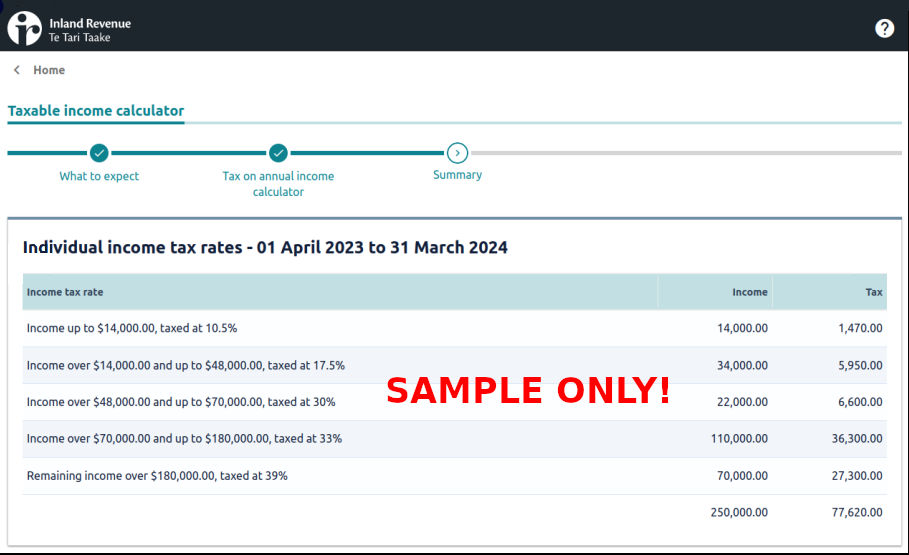 Inland Revenue
Te Tari Taake
?
Home
Taxable income calculator
What to expect
Tax on annual income
calculator
Summary
Individual income tax rates - 01 April 2023 to 31 March 2024
Income tax rate Income Tax
Income up to $14,000.00, taxed at 10.5% 14,000.00 1,470.00
Income over $14,000.00 and up to $48,000.00, taxed at 17.5% 34,000.00 5,950.00
SAMPLE ONLY!
Income over $48,000.00 and up to $70,000.00, taxed at 30% 22,000.00 6,600.00
Income over $70,000.00 and up to $180,000.00, taxed at 33% 110,000.00 36,300.00
Remaining income over $180,000.00, taxed at 39% 70,000.00 27,300.00
250,000.00 77,620.00